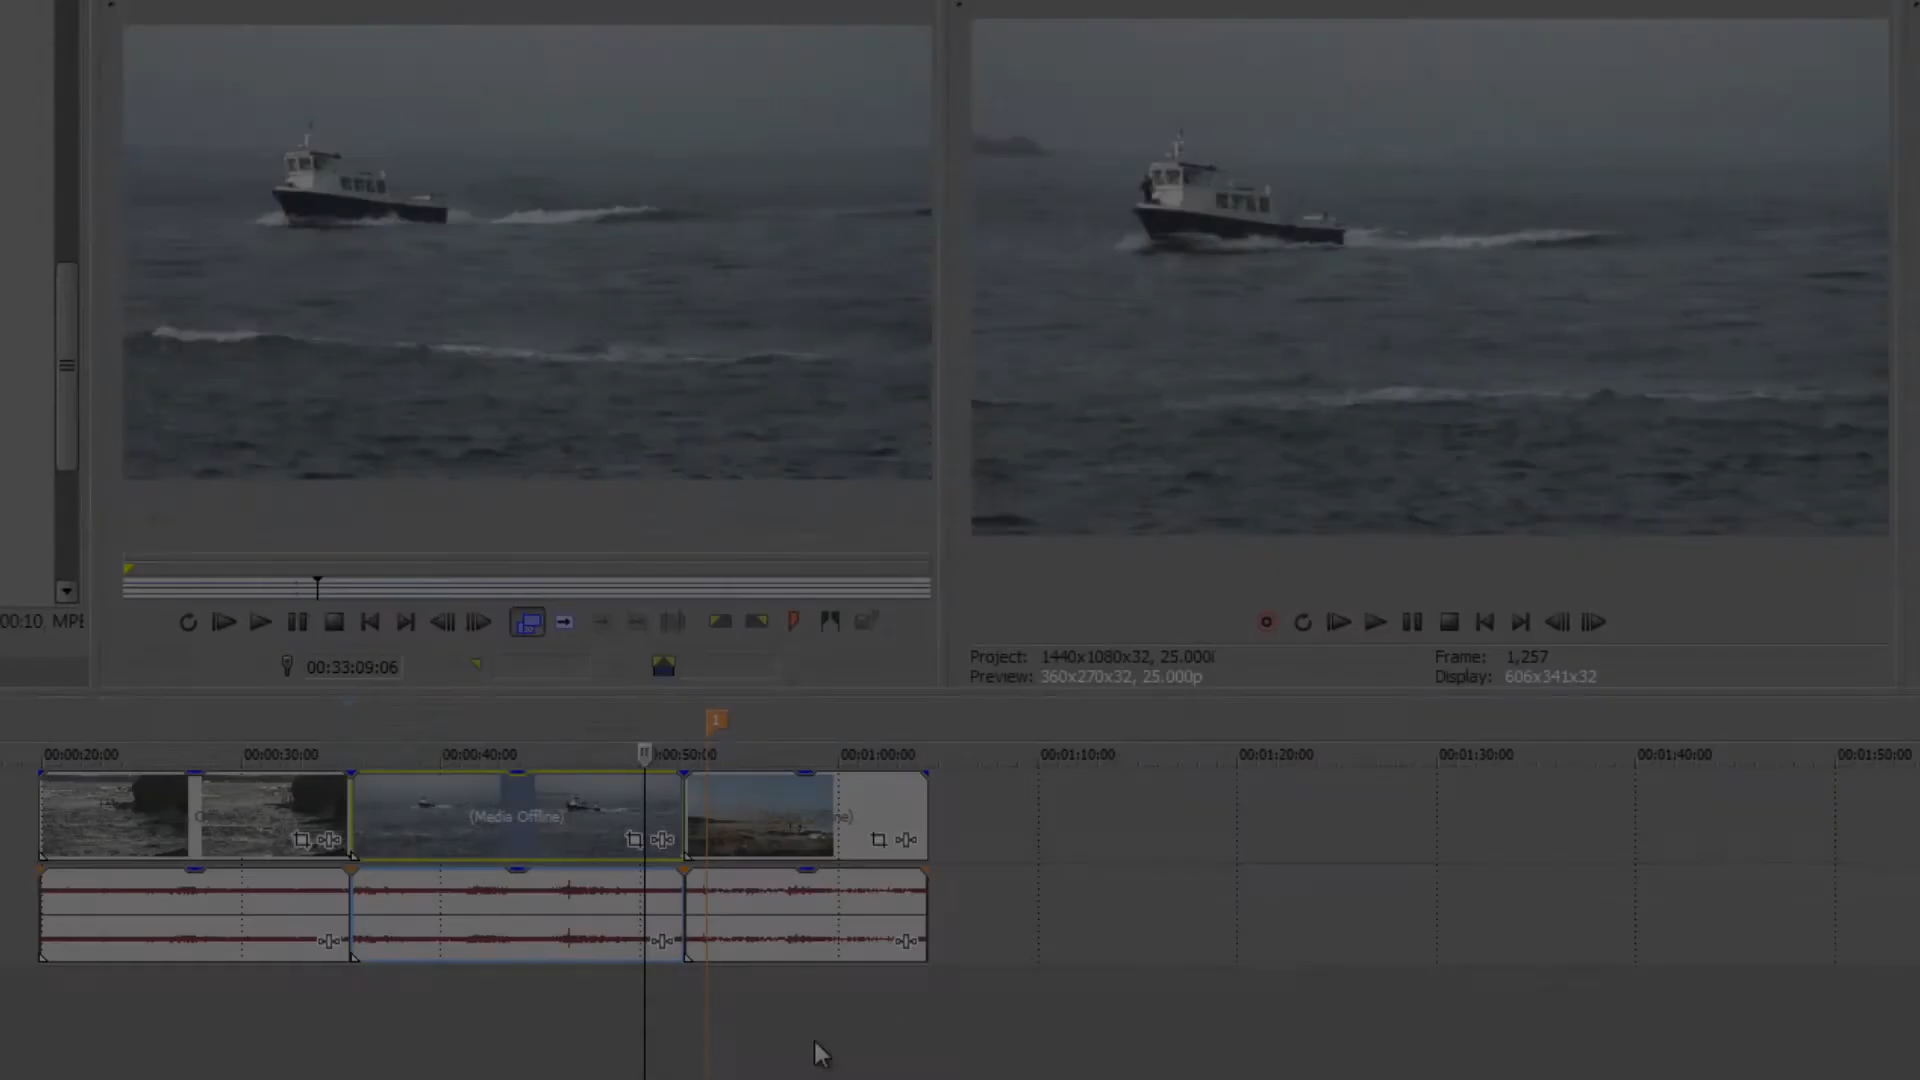 00:10, MPE
00:33:09:06
Project: 1440x1080x32, 25.000i
Frame: 1,257
Preview: 360x270x32, 25.000p
Display: 606x341x32
1
00:00:20:00
00:00:30:00
00:00:40:00
00:00:50:00
00:01:00:00
00:01:10:00
00:01:20:00
00:01:30:00
00:01:40:00
00:01:50:00
(Media Offline)
ne)